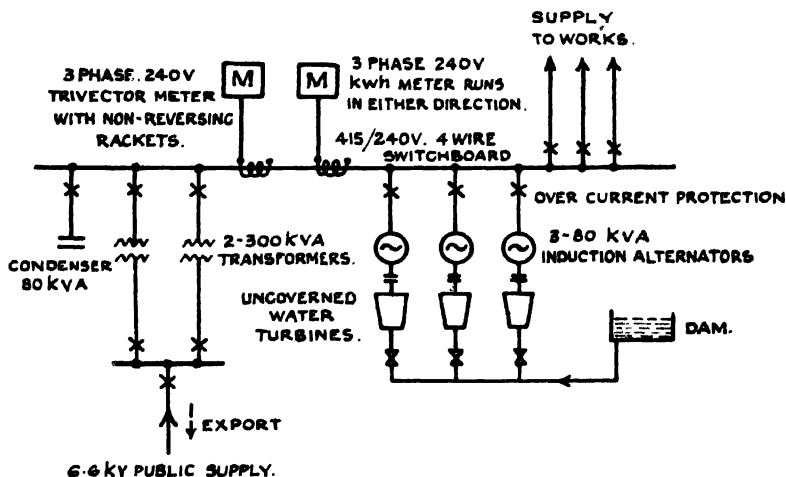 SUPPLY
TO WORKS.
3 PHASE. 240V
TRIVECTOR METER
WITH NON-REVERSING
RACKETS.
M
M
3 PHASE 240V
kwh METER RUNS
IN EITHER DIRECTION.
415/240V. 4 WIRE
SWITCHBOARD
OVER CURRENT PROTECTION
CONDENSER
80 KVA
2-300 KVA
TRANSFORMERS.
3-80 KVA
INDUCTION ALTERNATORS
UNGOVERNED
WATER
TURBINES.
DAM.
EXPORT
6.6 KV PUBLIC SUPPLY.